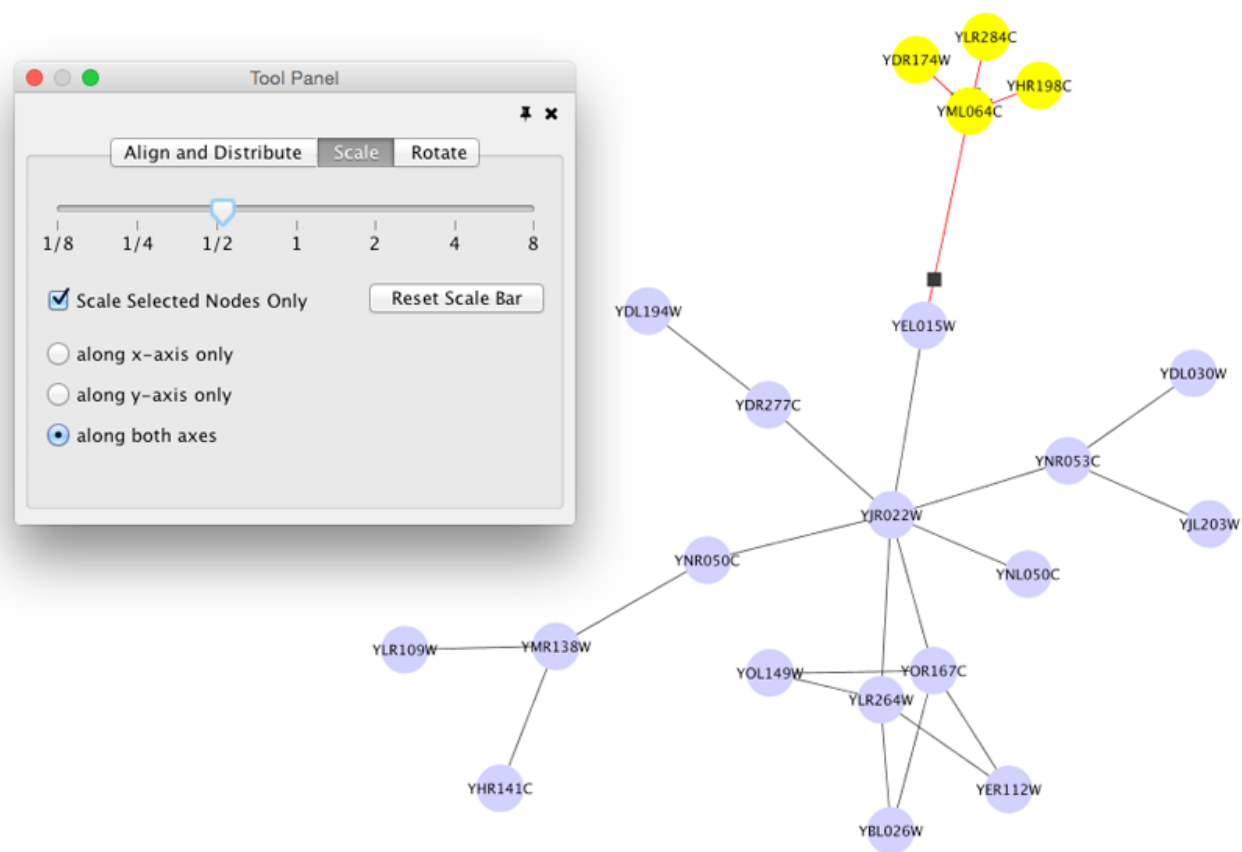 Tool Panel
Align and Distribute Scale Rotate
1/8 1/4 1/2 1 2 4 8
Scale Selected Nodes Only Reset Scale Bar
along x-axis only
along y-axis only
along both axes
YLR284C
YDR174W
YHR198C
YML064C
YDL194W
YEL015W
YDL030W
YDR277C
YNR053C
YJR022W
YJL203W
YNR050C
YNL050C
YLR109W
YMR138W
YOL149W
YOR167C
YLR264W
YHR141C
YER112W
YBL026W